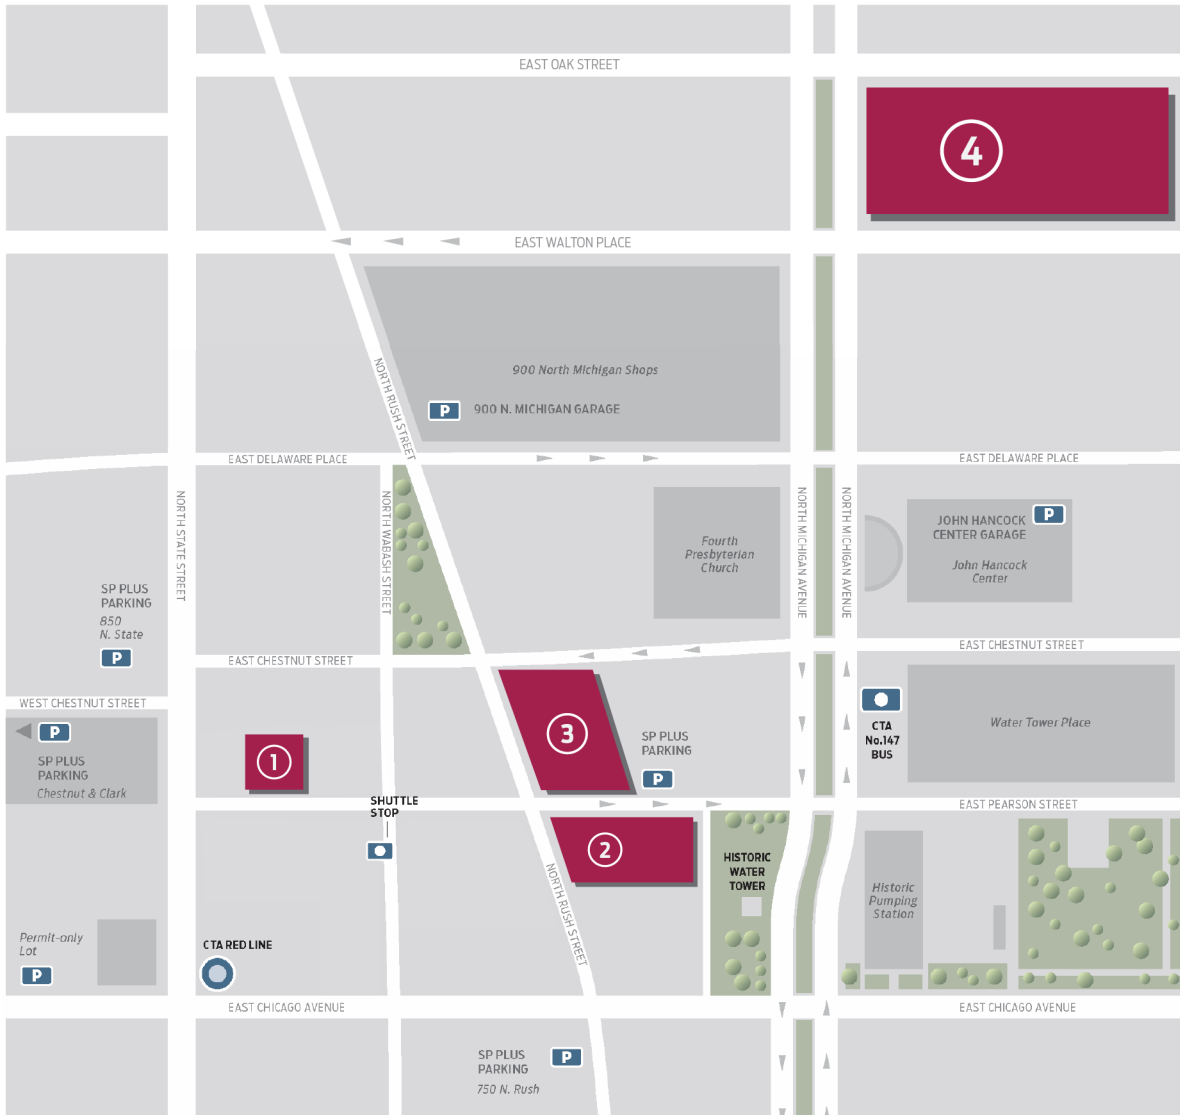 EAST OAK STREET
4
EAST WALTON PLACE
900 North Michigan Shops
P
900 N. MICHIGAN GARAGE
NORTH RUSH STREET
EAST DELAWARE PLACE
EAST DELAWARE PLACE
NORTH STATE STREET
NORTH WABASH STREET
NORTH MICHIGAN AVENUE
NORTH MICHIGAN AVENUE
JOHN HANCOCK
CENTER GARAGE
P
John Hancock
Center
Fourth
Presbyterian
Church
SP PLUS
PARKING
850
N. State
P
EAST CHESTNUT STREET
EAST CHESTNUT STREET
WEST CHESTNUT STREET
P
SP PLUS
PARKING
Chestnut & Clark
1
3
SP PLUS
PARKING
P
CTA
No.147
BUS
Water Tower Place
SHUTTLE
STOP
EAST PEARSON STREET
2
HISTORIC
WATER
TOWER
Historic
Pumping
Station
NORTH RUSH STREET
Permit-only
Lot
P
CTA RED LINE
EAST CHICAGO AVENUE
EAST CHICAGO AVENUE
SP PLUS
PARKING
P
750 N. Rush